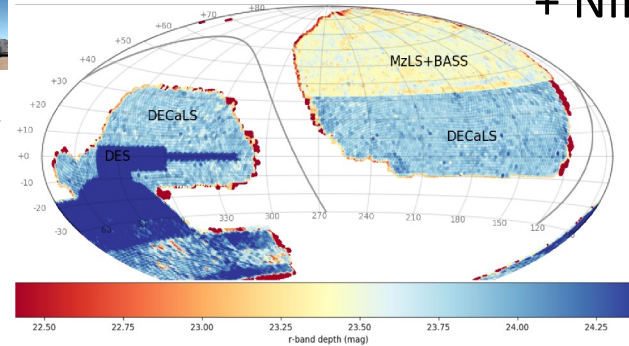 + NI
+80
+70
+60
+50
+40
+30
+20
+10
+0
-10
-20
-30
MzLS+BASS
DECaLS
DECaLS
DES
60
330 300 270 240 210 180 150 120
22.50 22.75 23.00 23.25 23.50 23.75 24.00 24.25
r-band depth (mag)